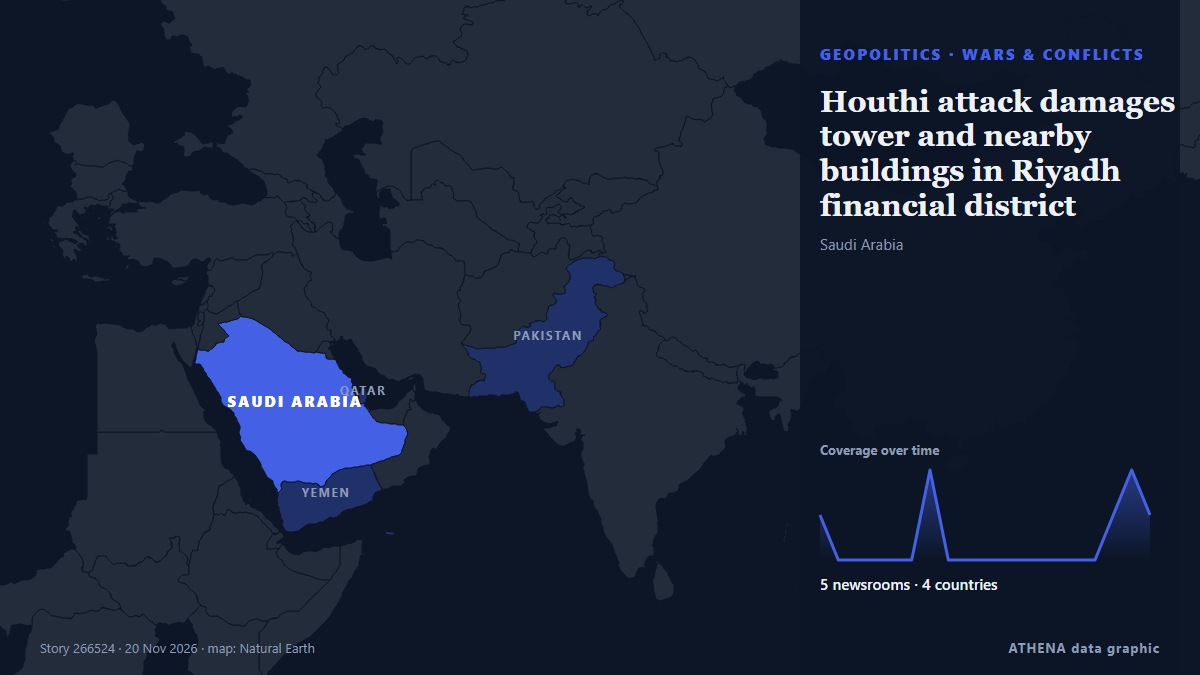 GEOPOLITICS · WARS & CONFLICTS
Houthi attack damages
tower and nearby
buildings in Riyadh
financial district
Saudi Arabia
PAKISTAN
QATAR
SAUDI ARABIA
YEMEN
Coverage over time
5 newsrooms · 4 countries
Story 266524 · 20 Nov 2026 · map: Natural Earth
ATHENA data graphic